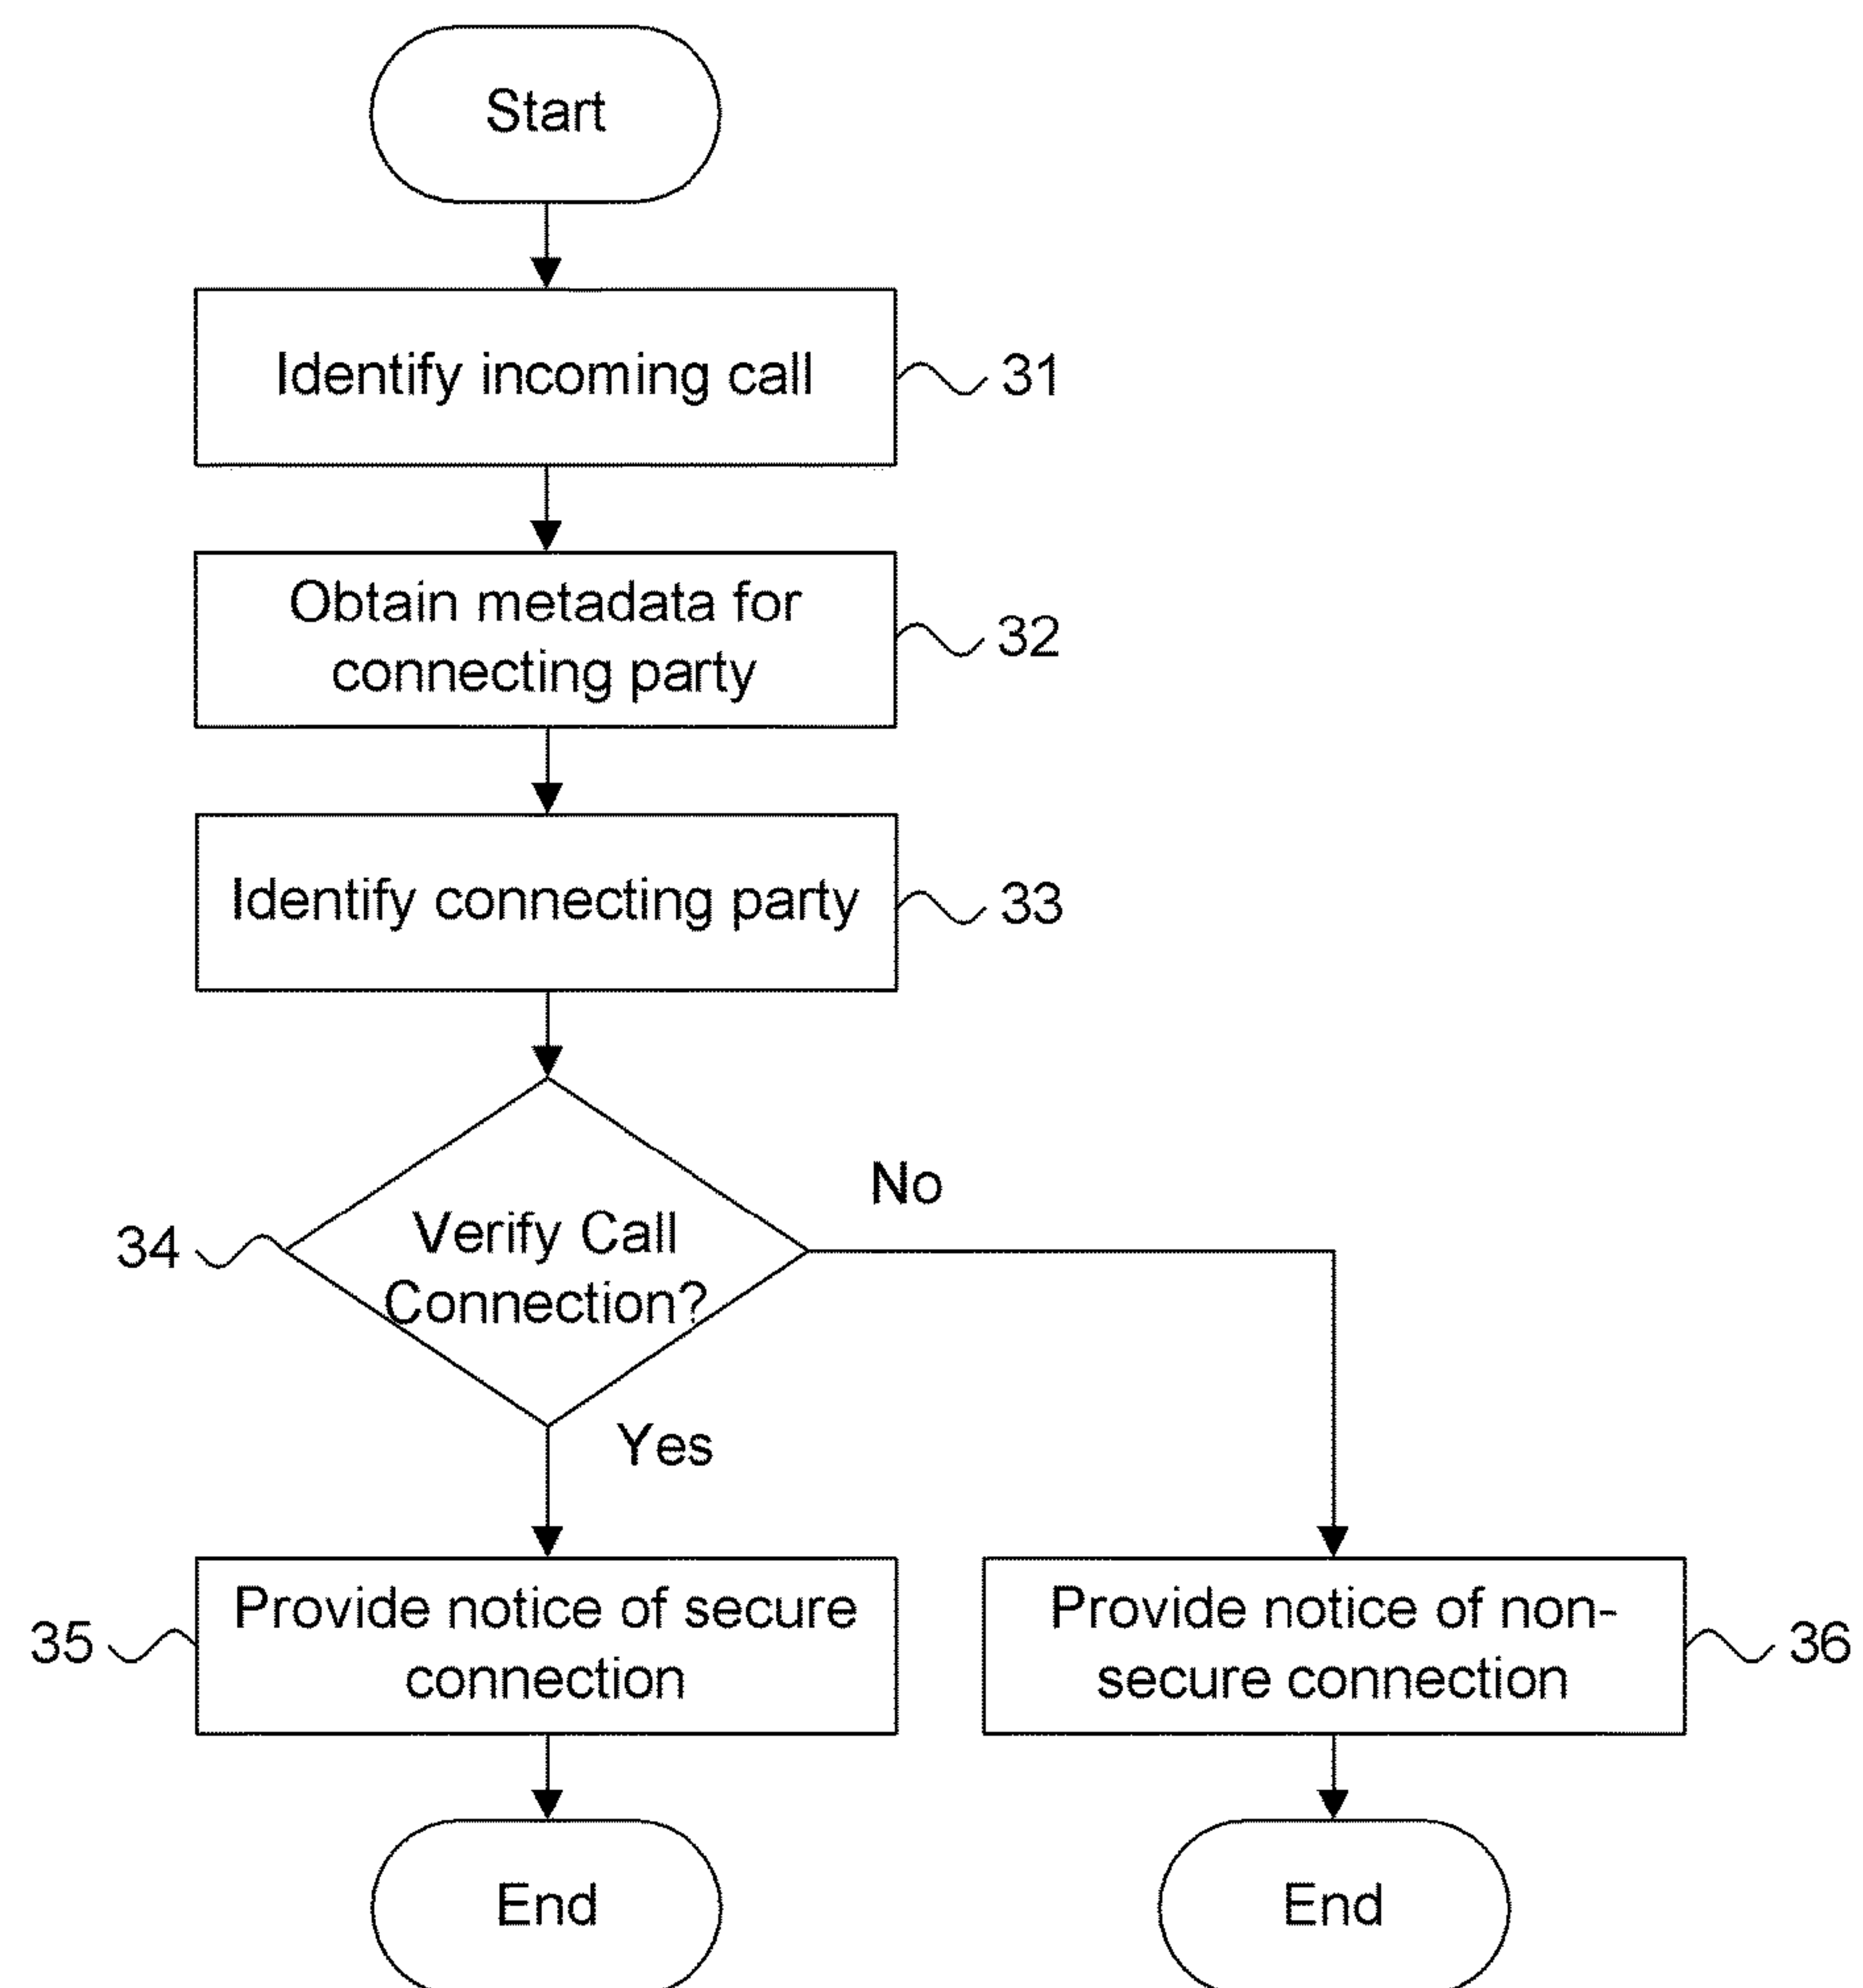 Start
Identify incoming call
31
Obtain metadata for
connecting party
32
Identify connecting party
33
34
Verify Call
Connection?
No
Yes
35
Provide notice of secure
connection
Provide notice of non-
secure connection
36
End
End